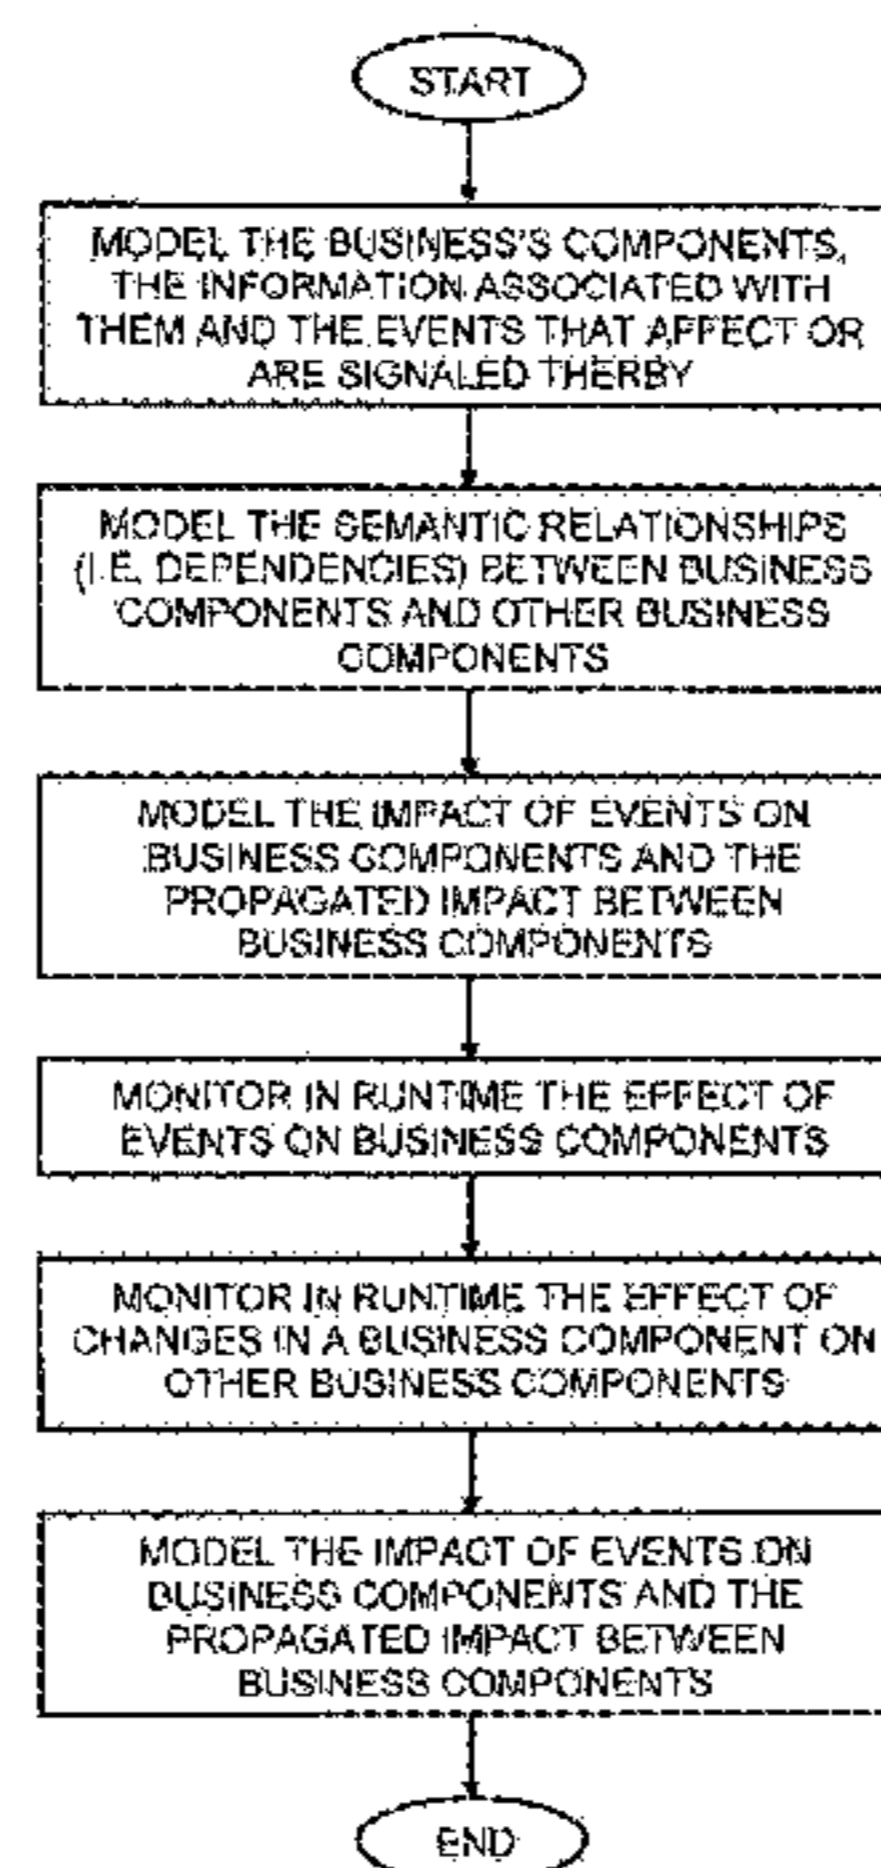 START
MODEL THE BUSINESS'S COMPONENTS,
THE INFORMATION ASSOCIATED WITH
THEM AND THE EVENTS THAT AFFECT OR
ARE SIGNALED THERBY
MODEL THE SEMANTIC RELATIONSHIPS
(I.E. DEPENDENCIES) BETWEEN BUSINESS
COMPONENTS AND OTHER BUSINESS
COMPONENTS
MODEL THE IMPACT OF EVENTS ON
BUSINESS COMPONENTS AND THE
PROPAGATED IMPACT BETWEEN
BUSINESS COMPONENTS
MONITOR IN RUNTIME THE EFFECT OF
EVENTS ON BUSINESS COMPONENTS
MONITOR IN RUNTIME THE EFFECT OF
CHANGES IN A BUSINESS COMPONENT ON
OTHER BUSINESS COMPONENTS
MODEL THE IMPACT OF EVENTS ON
BUSINESS COMPONENTS AND THE
PROPAGATED IMPACT BETWEEN
BUSINESS COMPONENTS
END